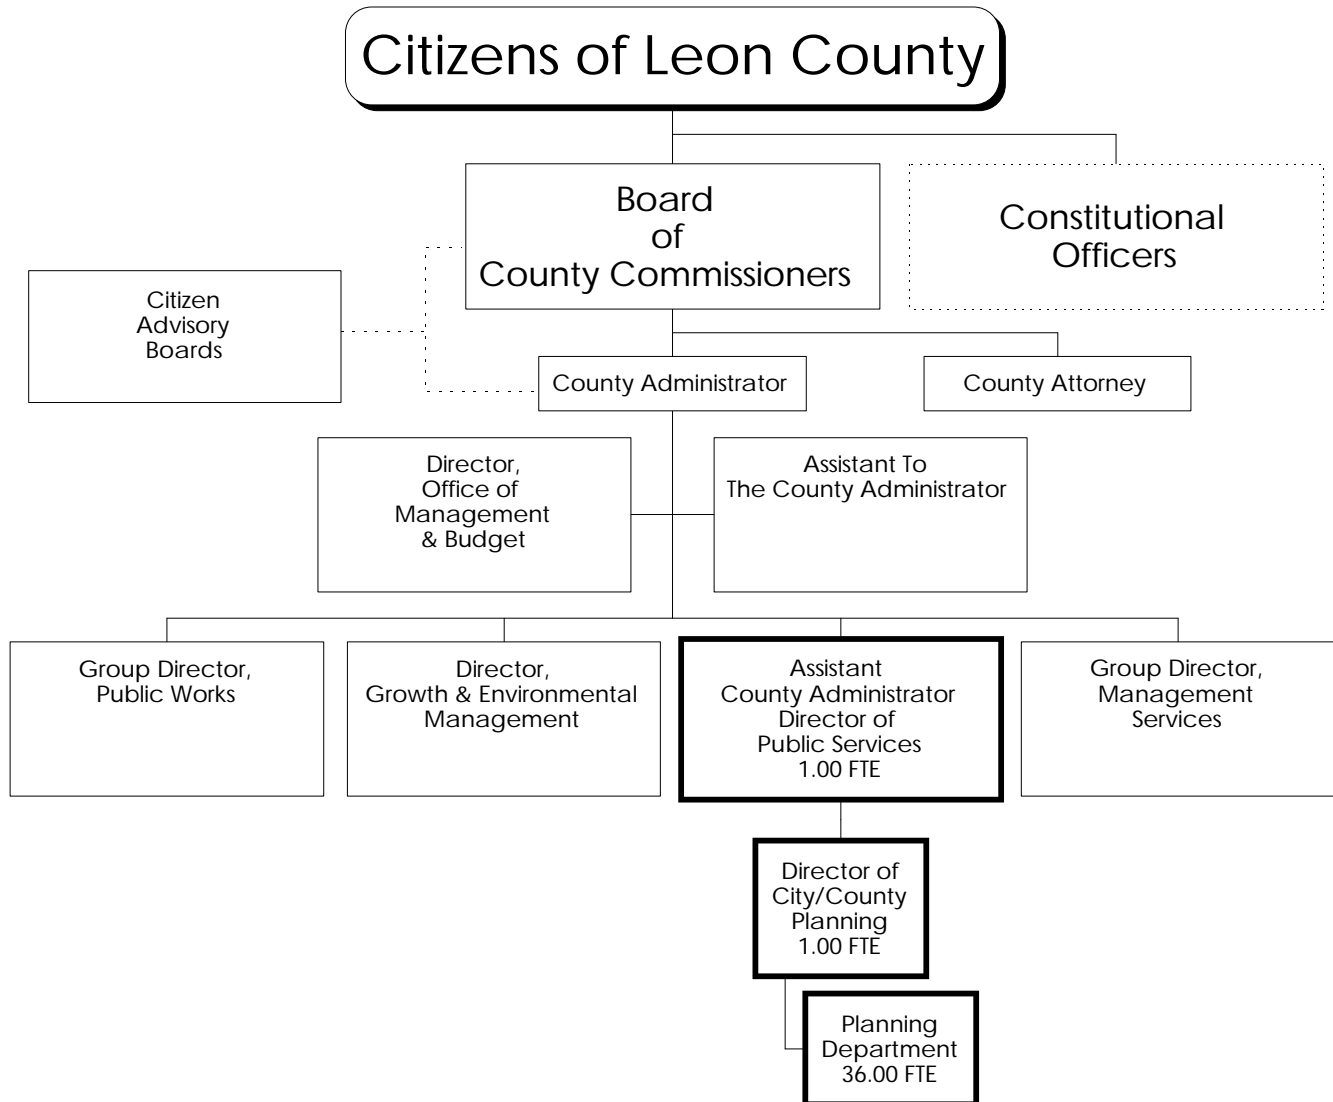 Citizens of Leon County
Board
of
County Commissioners
Constitutional
Officers
Citizen
Advisory
Boards
County Administrator
County Attorney
Director,
Office of
Management
& Budget
Assistant To
The County Administrator
Group Director,
Public Works
Director,
Growth & Environmental
Management
Assistant
County Administrator
Director of
Public Services
1.00 FTE
Group Director,
Management
Services
Director of
City/County
Planning
1.00 FTE
Planning
Department
36.00 FTE